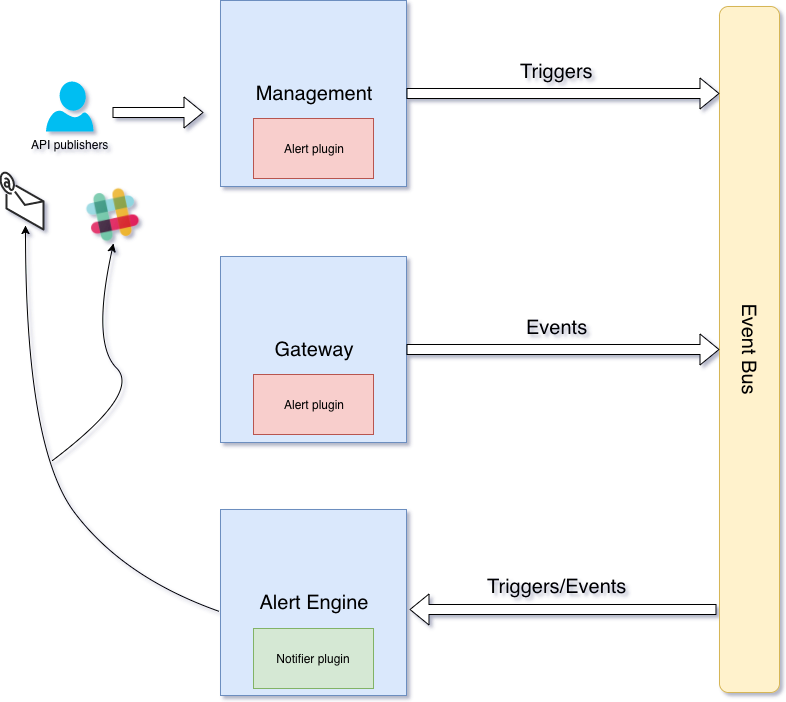 Management
Triggers
API publishers
Alert plugin
@
Gateway
Events
Alert plugin
Event Bus
Alert Engine
Triggers/Events
Notifier plugin